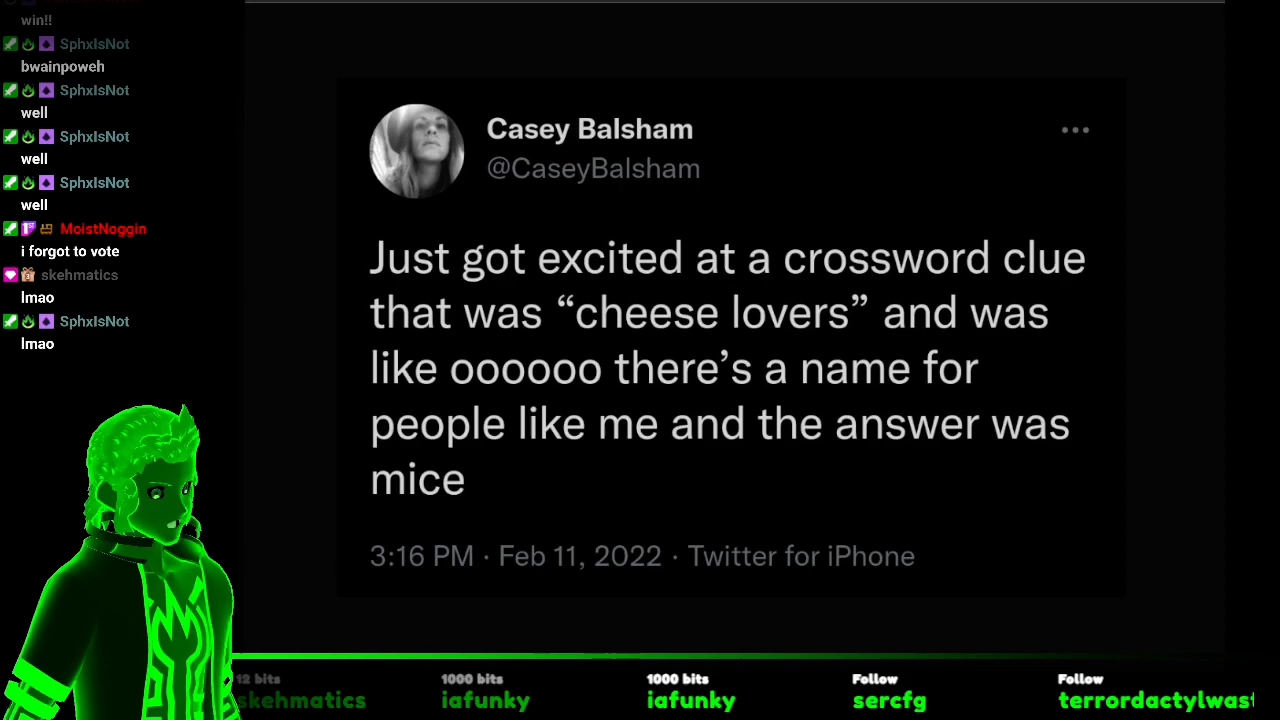 win!!
SphxIsNot
bwainpoweh
SphxIsNot
well
SphxIsNot
well
SphxIsNot
well
MoistNoggin
i forgot to vote
skehmatics
lmao
SphxIsNot
lmao
Casey Balsham
@CaseyBalsham
Just got excited at a crossword clue
that was “cheese lovers” and was
like oooooo there’s a name for
people like me and the answer was
mice
3:16 PM · Feb 11, 2022 · Twitter for iPhone
12 bits
skehmatics
1000 bits
iafunky
1000 bits
iafunky
Follow
sercfg
Follow
terrordactylwast